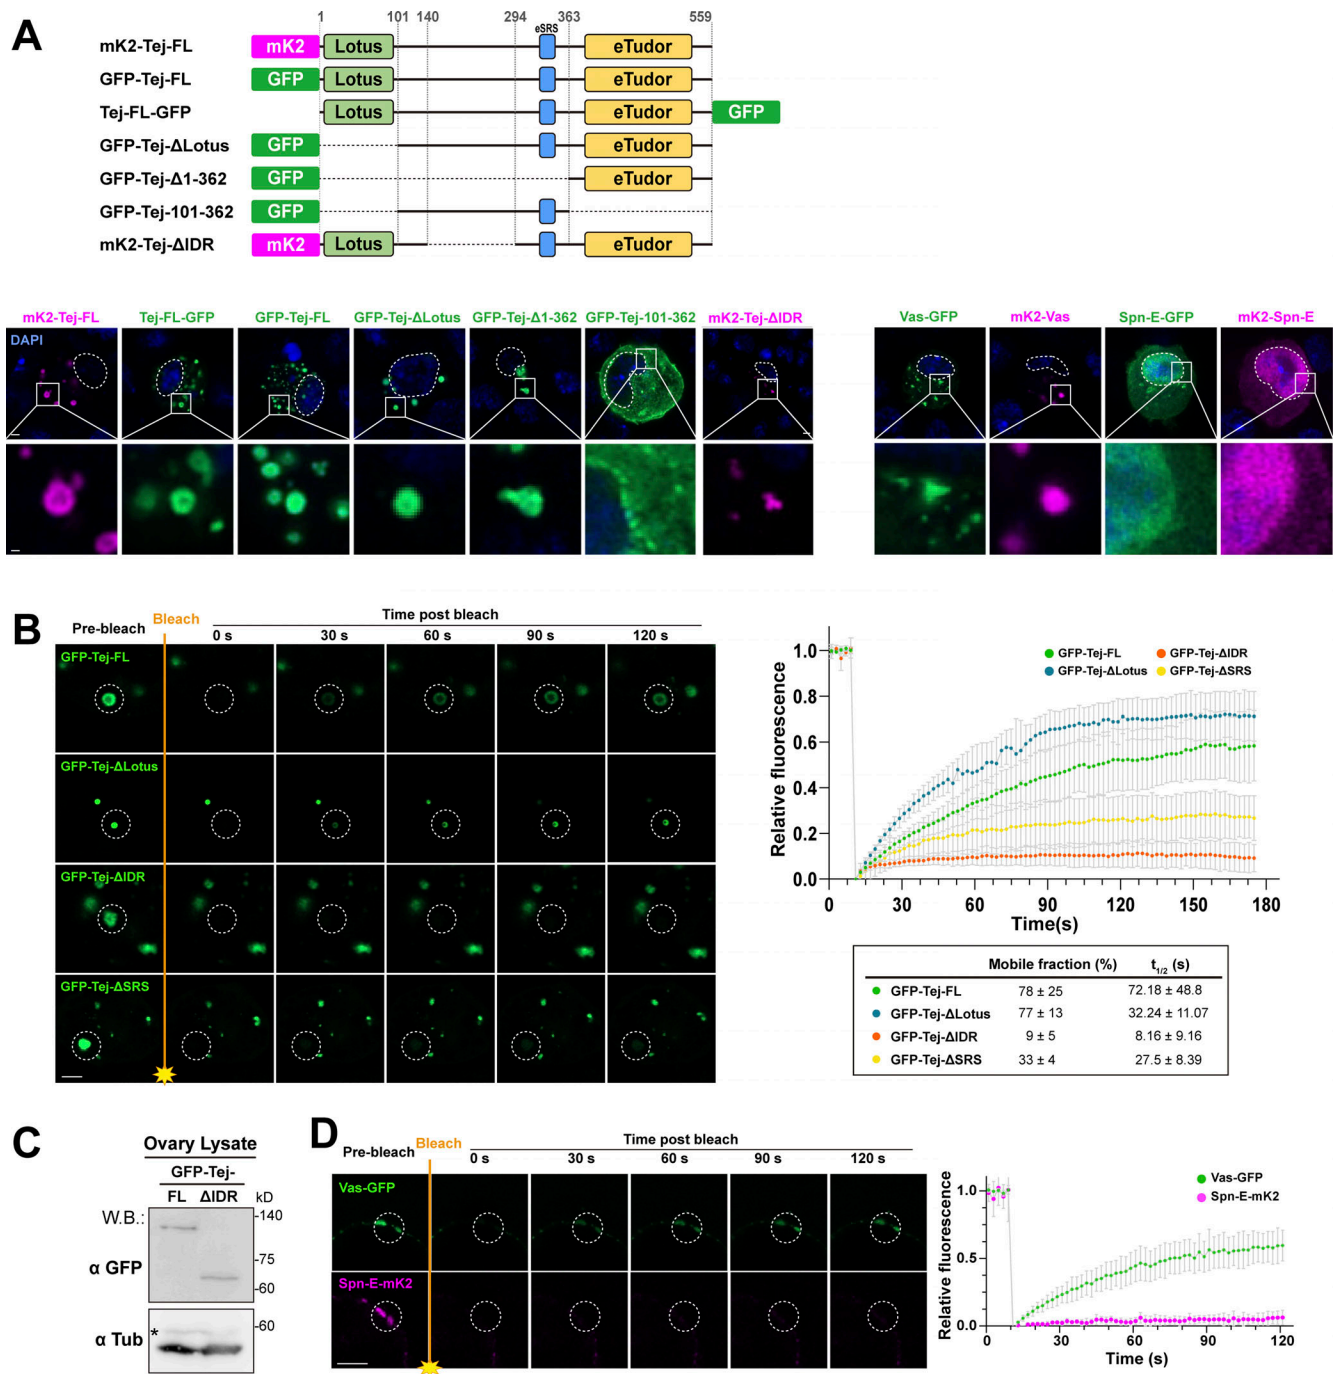 A
1 101 140 294 363 559
eSRS
mK2-Tej-FL mK2 Lotus eTudor
GFP-Tej-FL GFP Lotus eTudor
Tej-FL-GFP Lotus eTudor GFP
GFP-Tej-ΔLotus GFP eTudor
GFP-Tej-Δ1-362 GFP eTudor
GFP-Tej-101-362 GFP
mK2-Tej-ΔIDR mK2 Lotus eTudor
mK2-Tej-FL Tej-FL-GFP GFP-Tej-FL GFP-Tej-ΔLotus GFP-Tej-Δ1-362 GFP-Tej-101-362 mK2-Tej-ΔIDR Vas-GFP mK2-Vas Spn-E-GFP mK2-Spn-E
DAPI
B
Pre-bleach Bleach Time post bleach
0 s 30 s 60 s 90 s 120 s
GFP-Tej-FL
GFP-Tej-ΔLotus
GFP-Tej-ΔIDR
GFP-Tej-ΔSRS
Relative fluorescence
1.0
0.8
0.6
0.4
0.2
0.0
GFP-Tej-FL GFP-Tej-ΔIDR
GFP-Tej-ΔLotus GFP-Tej-ΔSRS
0 30 60 90 120 150 180
Time(s)
Mobile fraction (%) t1/2 (s)
GFP-Tej-FL 78 ± 25 72.18 ± 48.8
GFP-Tej-ΔLotus 77 ± 13 32.24 ± 11.07
GFP-Tej-ΔIDR 9 ± 5 8.16 ± 9.16
GFP-Tej-ΔSRS 33 ± 4 27.5 ± 8.39
C
Ovary Lysate
GFP-Tej-
FL ΔIDR kD
W.B.: -140
α GFP
-75
-60
-60
*
α Tub
D
Pre-bleach Bleach Time post bleach
0 s 30 s 60 s 90 s 120 s
Vas-GFP
Spn-E-mK2
Relative fluorescence
1.0
0.5
0.0
Vas-GFP
Spn-E-mK2
0 30 60 90 120
Time (s)